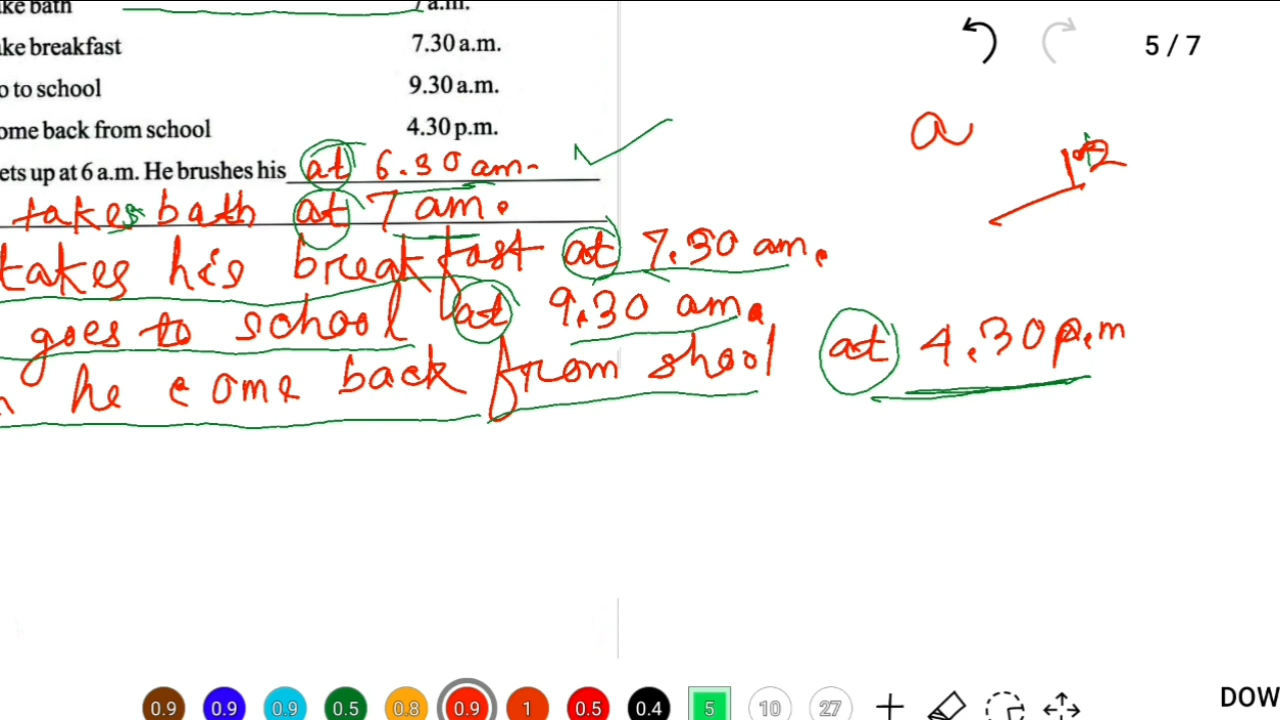 ke bath 7 a.m.
5 / 7
ke breakfast 7.30 a.m.
o to school 9.30 a.m.
ome back from school 4.30 p.m.
a
ets up at 6 a.m. He brushes his at 6.30 am.
takes bath at 7 am.
takes his breakfast at 7.30 am.
goes to school at 9.30 am.
he come back from shool at 4.30 p.m
0.9 0.9 0.9 0.5 0.8 0.9 1 0.5 0.4 5 10 27
DOW